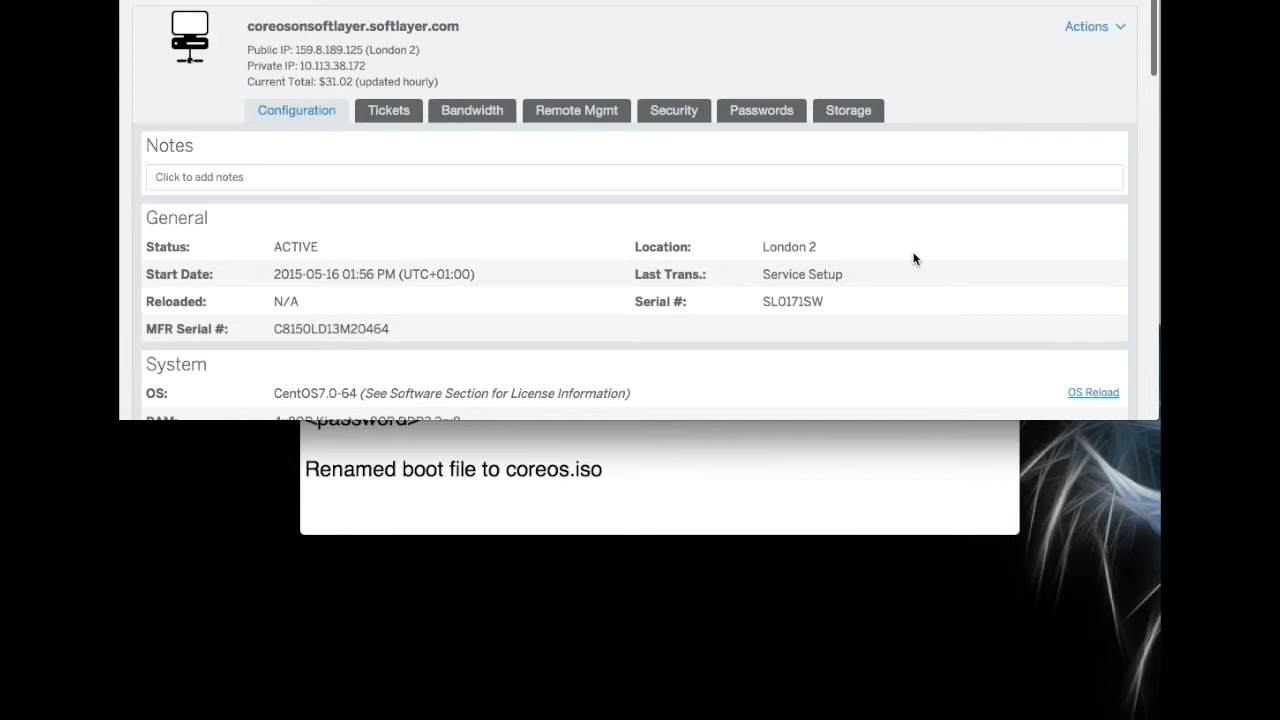 coreosonsoftlayer.softlayer.com
Actions
Public IP: 159.8.189.125 (London 2)
Private IP: 10.113.38.172
Current Total: $31.02 (updated hourly)
Configuration Tickets Bandwidth Remote Mgmt Security Passwords Storage
Notes
Click to add notes
General
Status: ACTIVE Location: London 2
Start Date: 2015-05-16 01:56 PM (UTC+01:00) Last Trans.: Service Setup
Reloaded: N/A Serial #: SL0171SW
MFR Serial #: C8150LD13M20464
System
OS: CentOS7.0-64 (See Software Section for License Information) OS Reload
<password>
Renamed boot file to coreos.iso